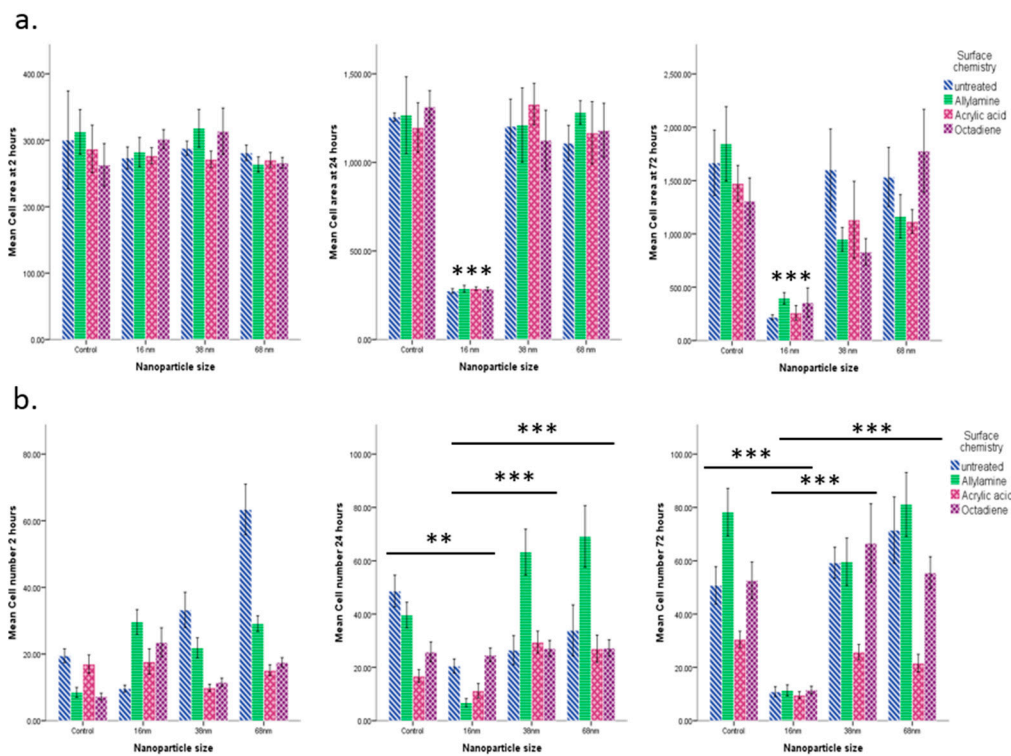 a.
Mean Cell area at 2 hours
400.00
300.00
200.00
100.00
0.00
Control 16 nm 38 nm 68 nm
Nanoparticle size
Mean Cell area at 24 hours
1,500.00
1,000.00
500.00
0.00
***
Control 16 nm 38 nm 68 nm
Nanoparticle size
Mean Cell area at 72 hours
2,500.00
2,000.00
1,500.00
1,000.00
500.00
0.00
***
Control 16 nm 38 nm 68 nm
Nanoparticle size
Surface
chemistry
untreated
Allylamine
Acrylic acid
Octadiene
b.
Mean Cell number 2 hours
80.00
60.00
40.00
20.00
0.00
Control 16nm 38nm 68nm
Nanoparticle size
Mean Cell number 24 hours
100.00
80.00
60.00
40.00
20.00
0.00
***
***
**
Control 16nm 38nm 68nm
Nanoparticle size
Mean Cell number 72 hours
100.00
80.00
60.00
40.00
20.00
0.00
***
***
***
Control 16nm 38nm 68nm
Nanoparticle size
Surface
chemistry
untreated
Allylamine
Acrylic acid
Octadiene